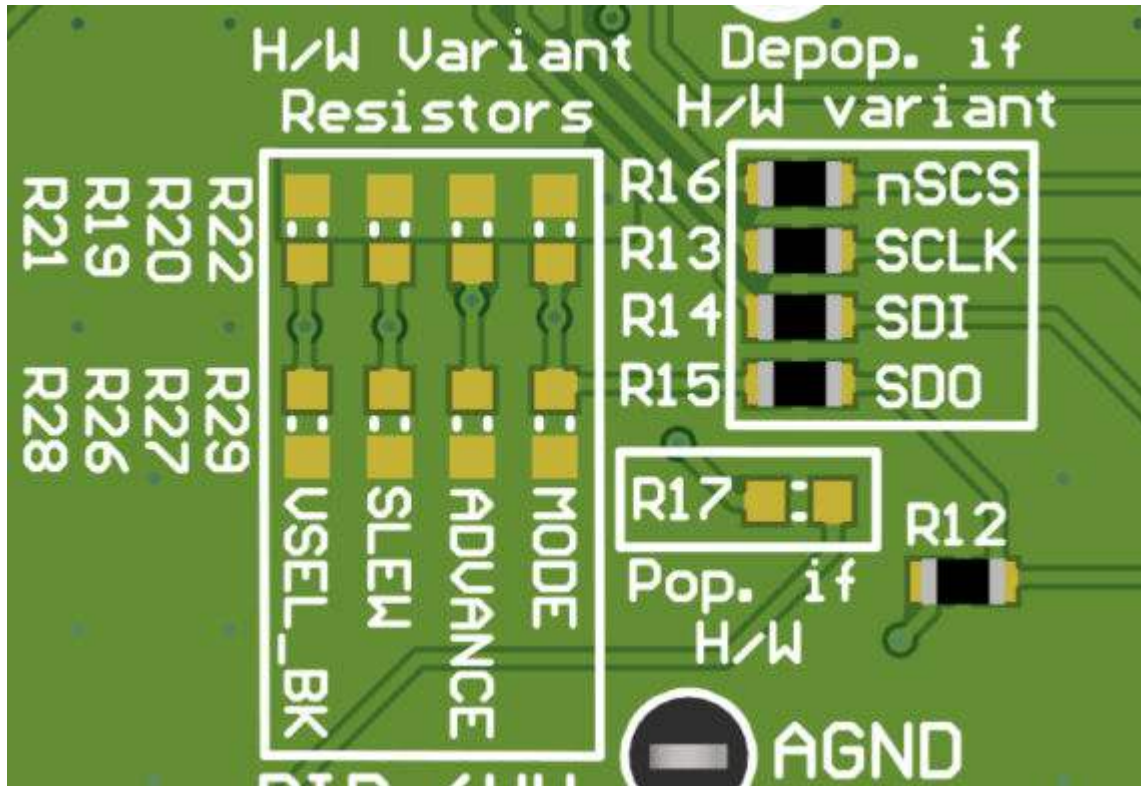 H/W Variant
Resistors
Depop. if
H/W variant
R21
R19
R20
R22
R16
nSCS
R13
SCLK
R14
SDI
R15
SDO
R28
R26
R27
R29
VSEL_BK
SLEW
ADVANCE
MODE
R17
Pop. if
H/W
R12
AGND